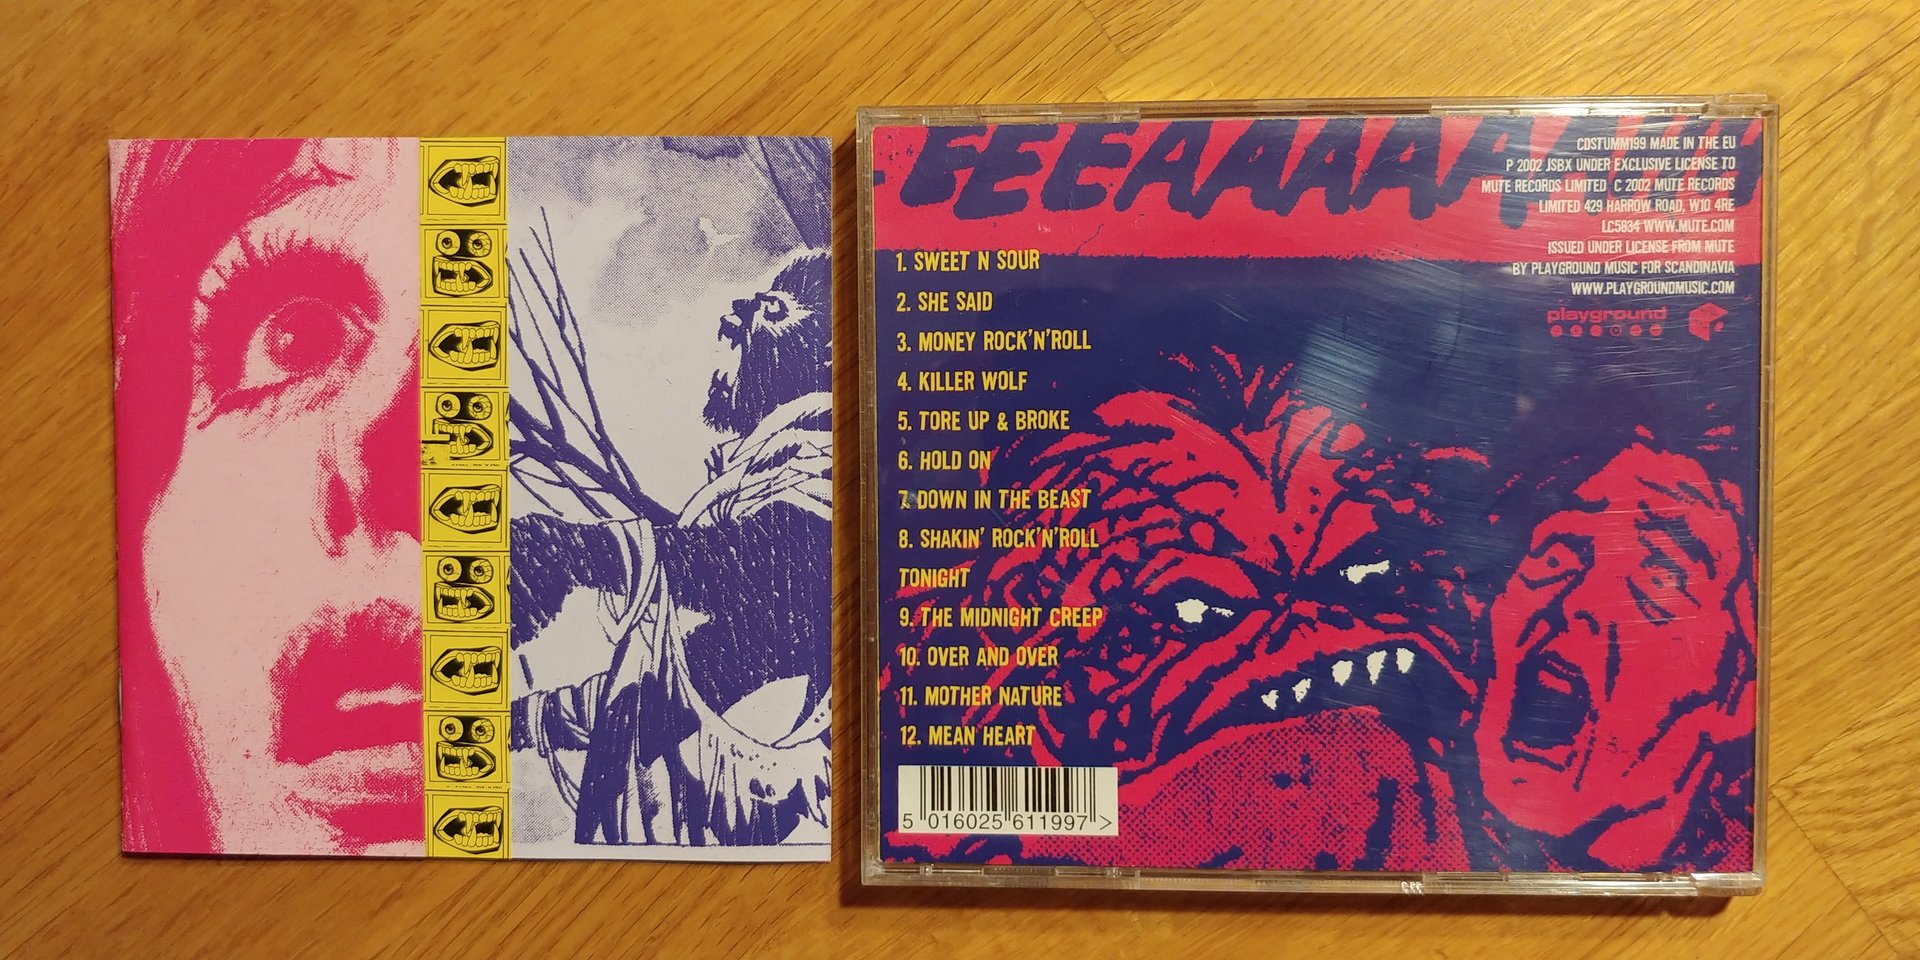 EEEAAAAA
CDSTUMM199 MADE IN THE EU
P 2002 JSBX UNDER EXCLUSIVE LICENSE TO
MUTE RECORDS LIMITED C 2002 MUTE RECORDS
LIMITED 429 HARROW ROAD, W10 4RE
LC5834 WWW.MUTE.COM
ISSUED UNDER LICENSE FROM MUTE
BY PLAYGROUND MUSIC FOR SCANDINAVIA
WWW.PLAYGROUNDMUSIC.COM
playground
1. SWEET N SOUR
2. SHE SAID
3. MONEY ROCK'N'ROLL
4. KILLER WOLF
5. TORE UP & BROKE
6. HOLD ON
7. DOWN IN THE BEAST
8. SHAKIN' ROCK'N'ROLL
TONIGHT
9. THE MIDNIGHT CREEP
10. OVER AND OVER
11. MOTHER NATURE
12. MEAN HEART
5 016025 611997 >